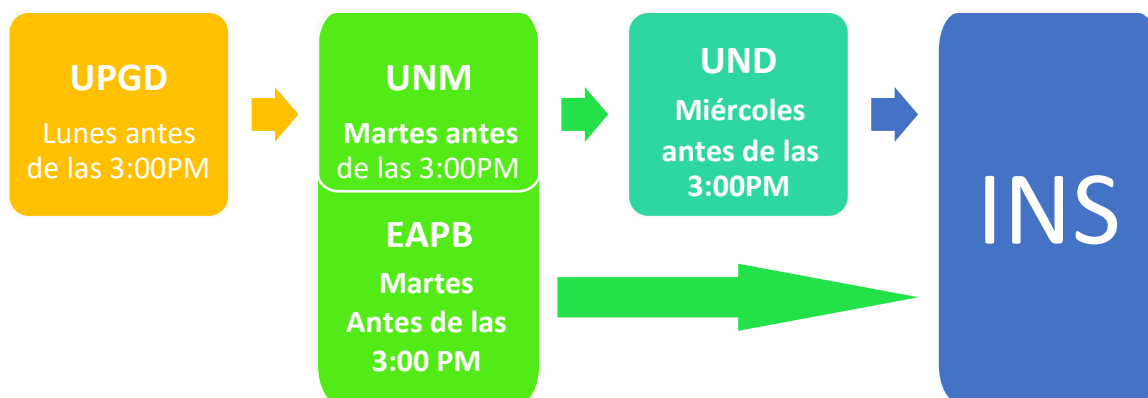 UPGD
Lunes antes
de las 3:00PM
UNM
Martes antes
de las 3:00PM
EAPB
Martes
Antes de las
3:00 PM
UND
Miércoles
antes de las
3:00PM
INS